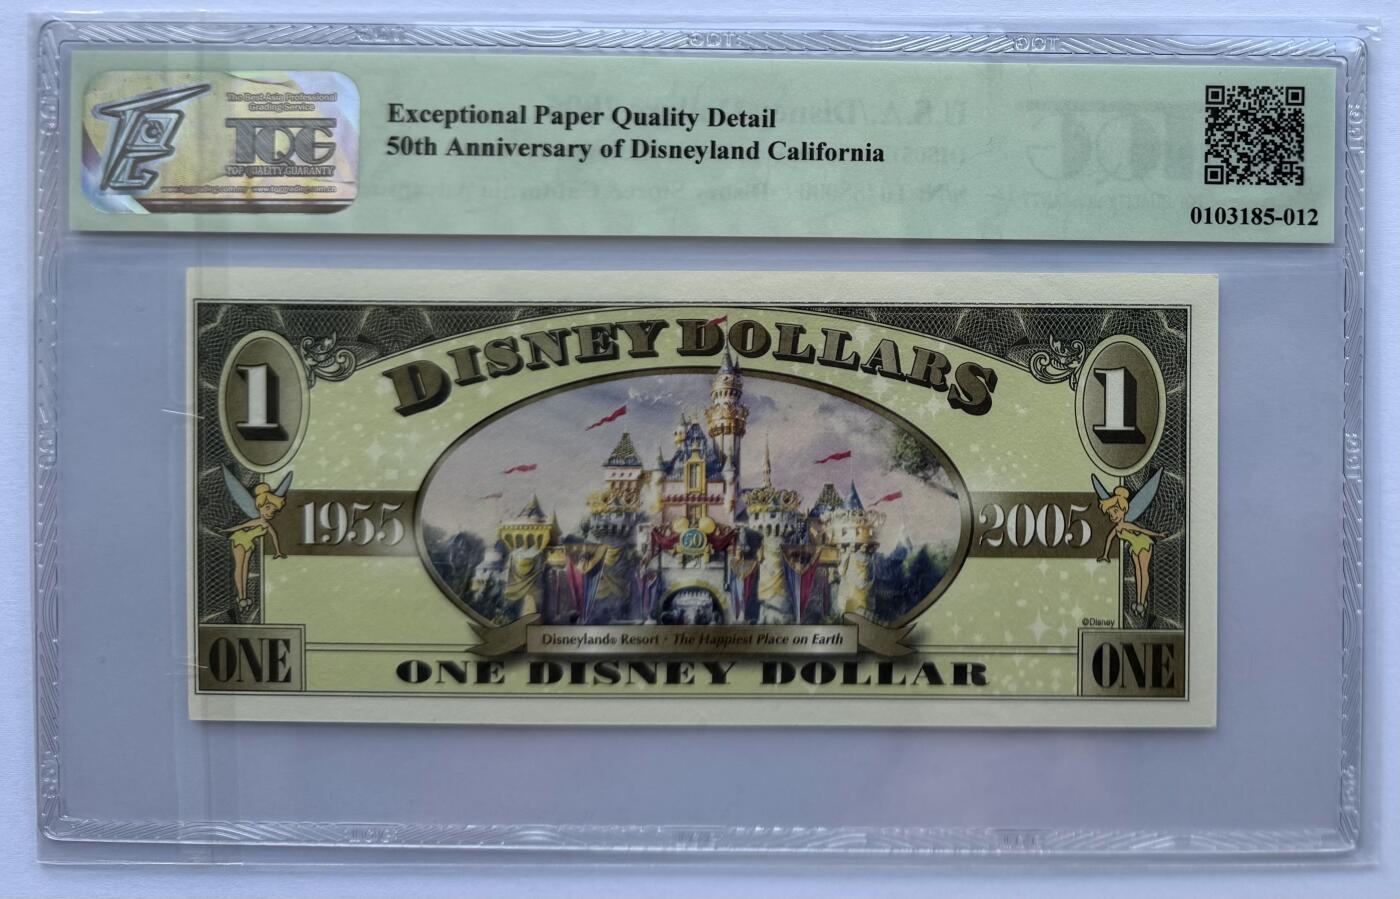 The Best Asia Professional
Grading Service
TQG
TOP QUALITY GUARANTY
Exceptional Paper Quality Detail
50th Anniversary of Disneyland California
0103185-012
DISNEY DOLLARS
1
1
1955
2005
50
©Disney
Disneyland® Resort · The Happiest Place on Earth
ONE
ONE DISNEY DOLLAR
ONE